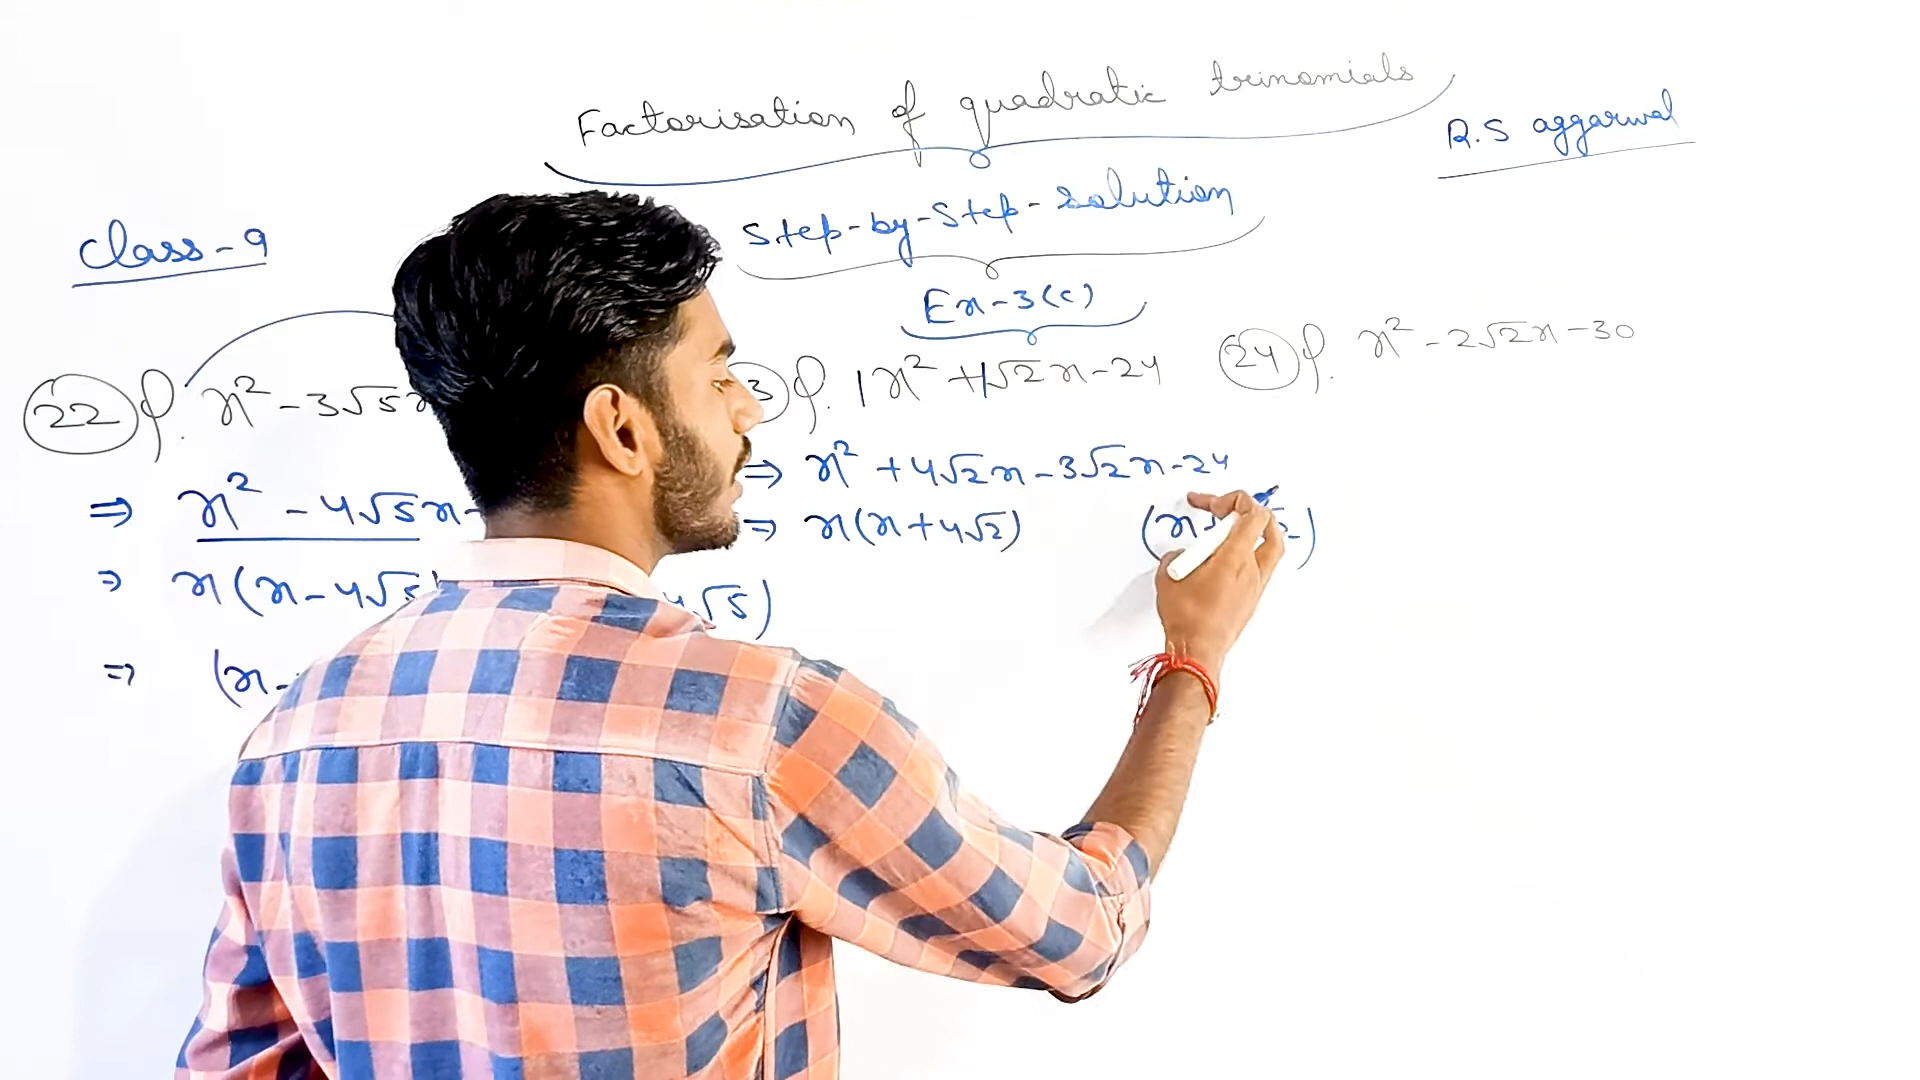 Factorisation of quadratic trinomials
R.S aggarwal
Step-by-Step-solution
Class-9
Ex-3(c)
22 x² - 3√5x
⇒ x² - 4√5x
⇒ x(x - 4√5 4√5)
⇒ (x -
3 1x² + 1√2x - 24
⇒ x² + 4√2x - 3√2x - 24
⇒ x(x + 4√2) (x
24 x² - 2√2x - 30